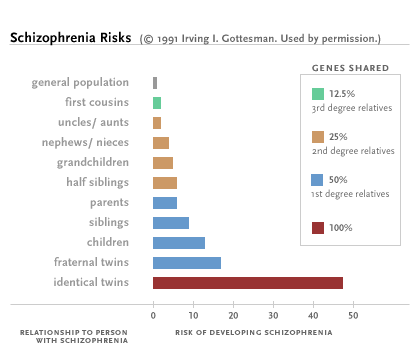 Schizophrenia Risks (© 1991 Irving I. Gottesman. Used by permission.)
GENES SHARED
general population
first cousins
uncles/ aunts
nephews/ nieces
grandchildren
half siblings
parents
siblings
children
fraternal twins
identical twins
12.5%
3rd degree relatives
25%
2nd degree relatives
50%
1st degree relatives
100%
0 10 20 30 40 50
RELATIONSHIP TO PERSON
WITH SCHIZOPHRENIA
RISK OF DEVELOPING SCHIZOPHRENIA